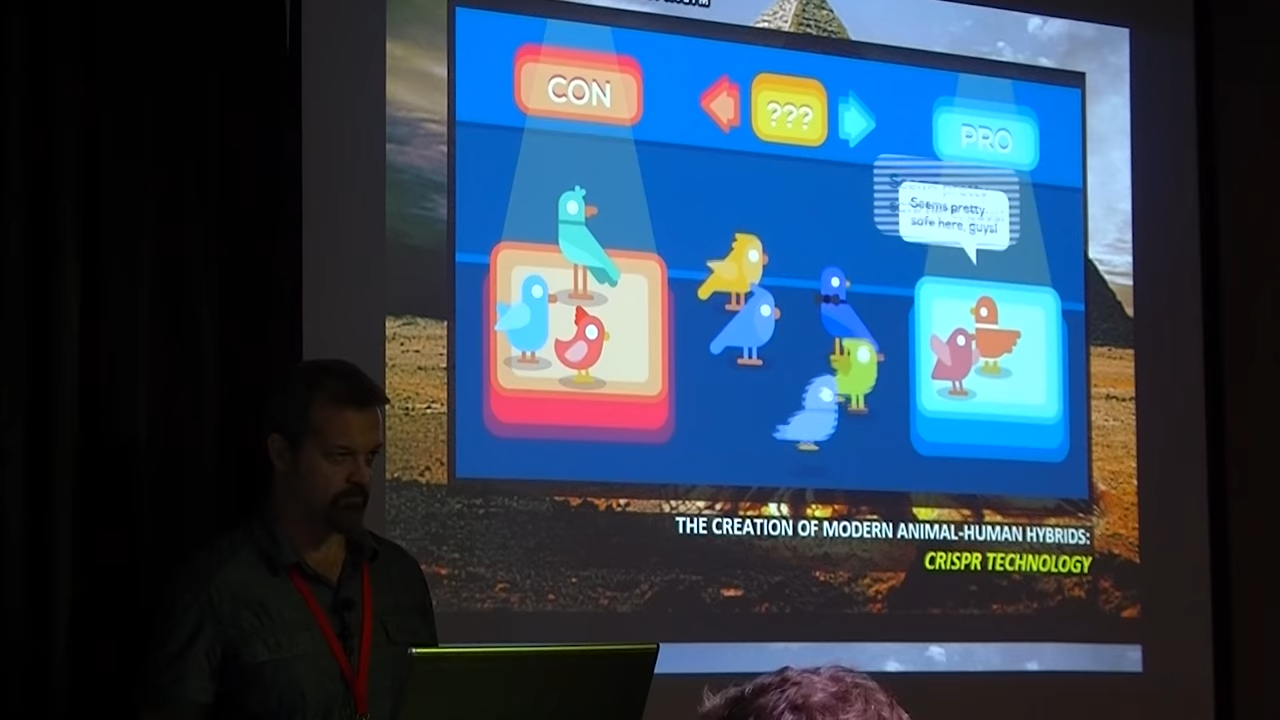 CON
???
PRO
Seems pretty
safe here, guys!
THE CREATION OF MODERN ANIMAL-HUMAN HYBRIDS:
CRISPR TECHNOLOGY